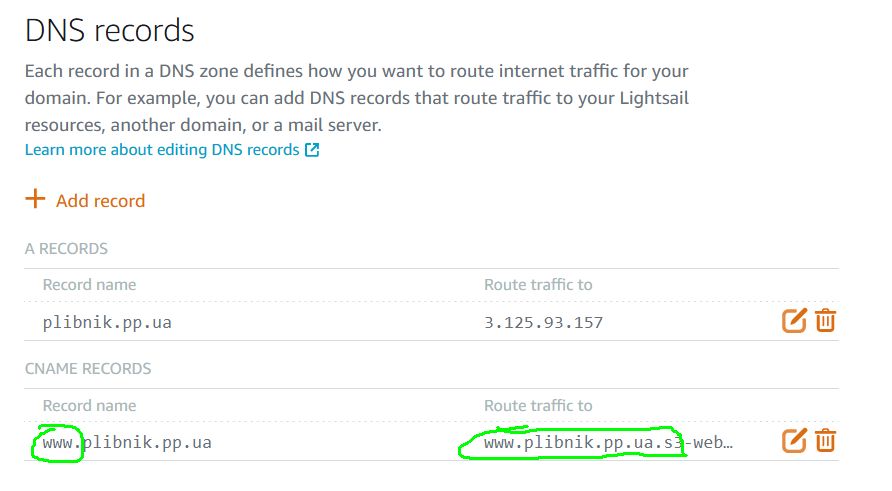 DNS records
Each record in a DNS zone defines how you want to route internet traffic for your
domain. For example, you can add DNS records that route traffic to your Lightsail
resources, another domain, or a mail server.
Learn more about editing DNS records
+ Add record
A RECORDS
Record name Route traffic to
plibnik.pp.ua 3.125.93.157
CNAME RECORDS
Record name Route traffic to
www.plibnik.pp.ua www.plibnik.pp.ua.s3-web…